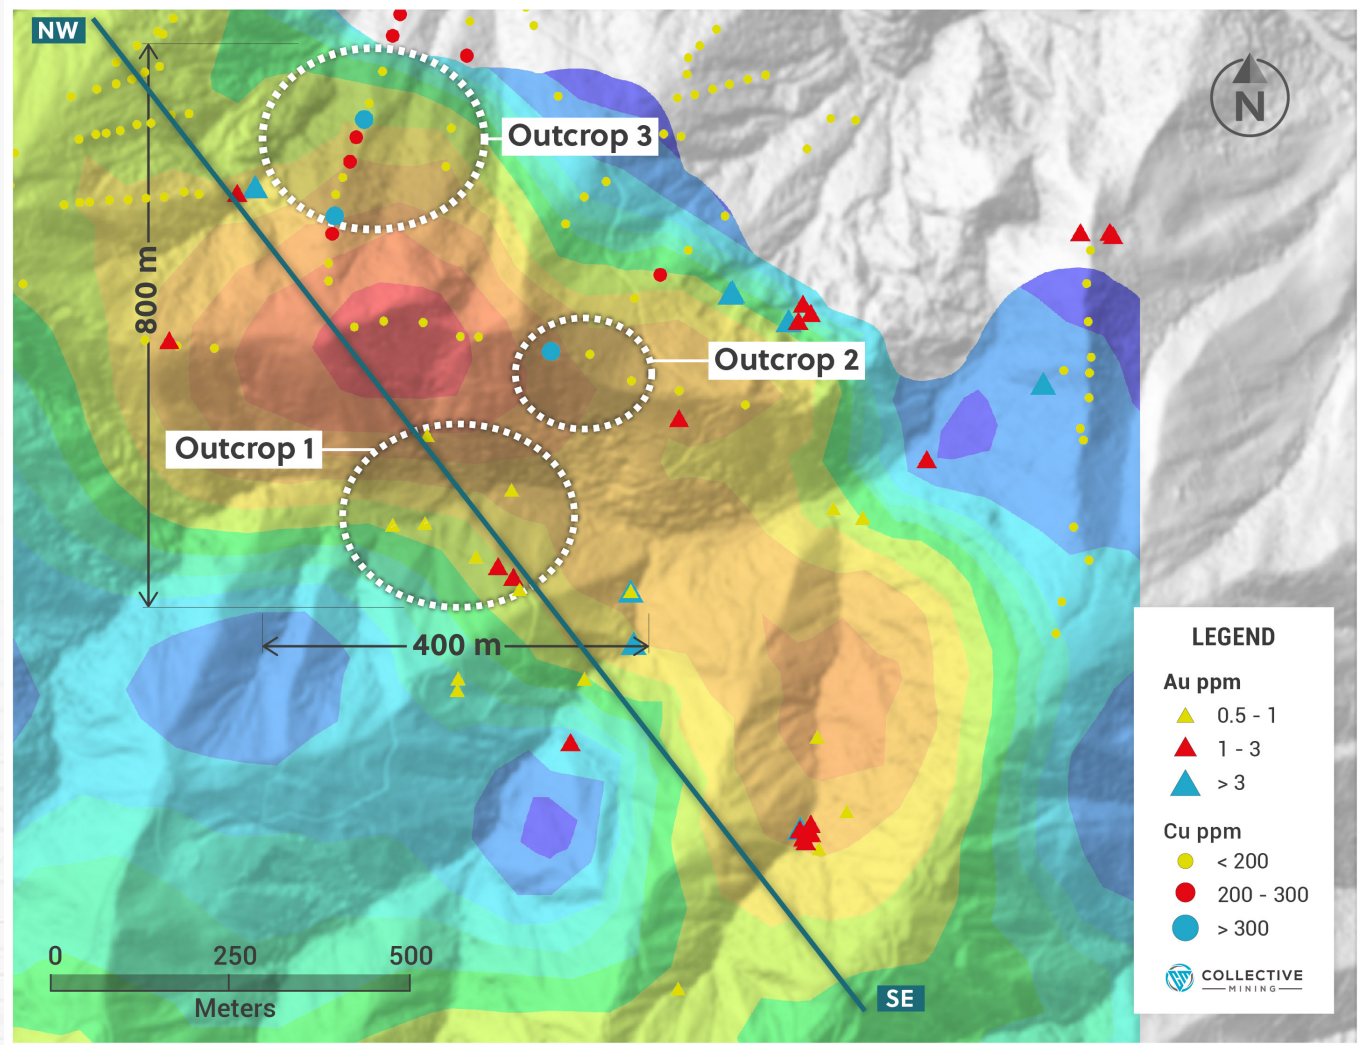 NW
N
Outcrop 3
800 m
Outcrop 2
Outcrop 1
400 m
LEGEND
Au ppm
0.5 - 1
1 - 3
> 3
Cu ppm
< 200
200 - 300
> 300
COLLECTIVE
MINING
0 250 500
Meters
SE